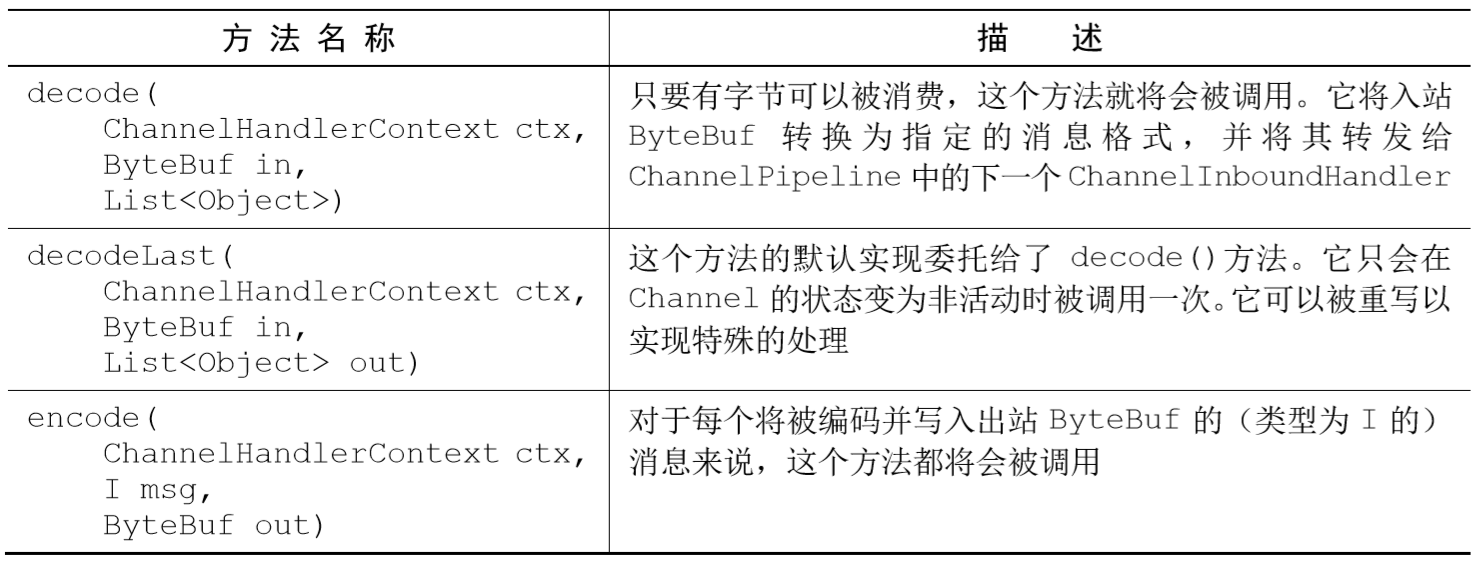 方 法 名 称
描 述
decode(
ChannelHandlerContext ctx,
ByteBuf in,
List<Object>)
只要有字节可以被消费，这个方法就将会被调用。它将入站
ByteBuf 转换为指定的消息格式，并将其转发给
ChannelPipeline 中的下一个 ChannelInboundHandler
decodeLast(
ChannelHandlerContext ctx,
ByteBuf in,
List<Object> out)
这个方法的默认实现委托给了 decode()方法。它只会在
Channel 的状态变为非活动时被调用一次。它可以被重写以
实现特殊的处理
encode(
ChannelHandlerContext ctx,
I msg,
ByteBuf out)
对于每个将被编码并写入出站 ByteBuf 的（类型为 I 的）
消息来说，这个方法都将会被调用